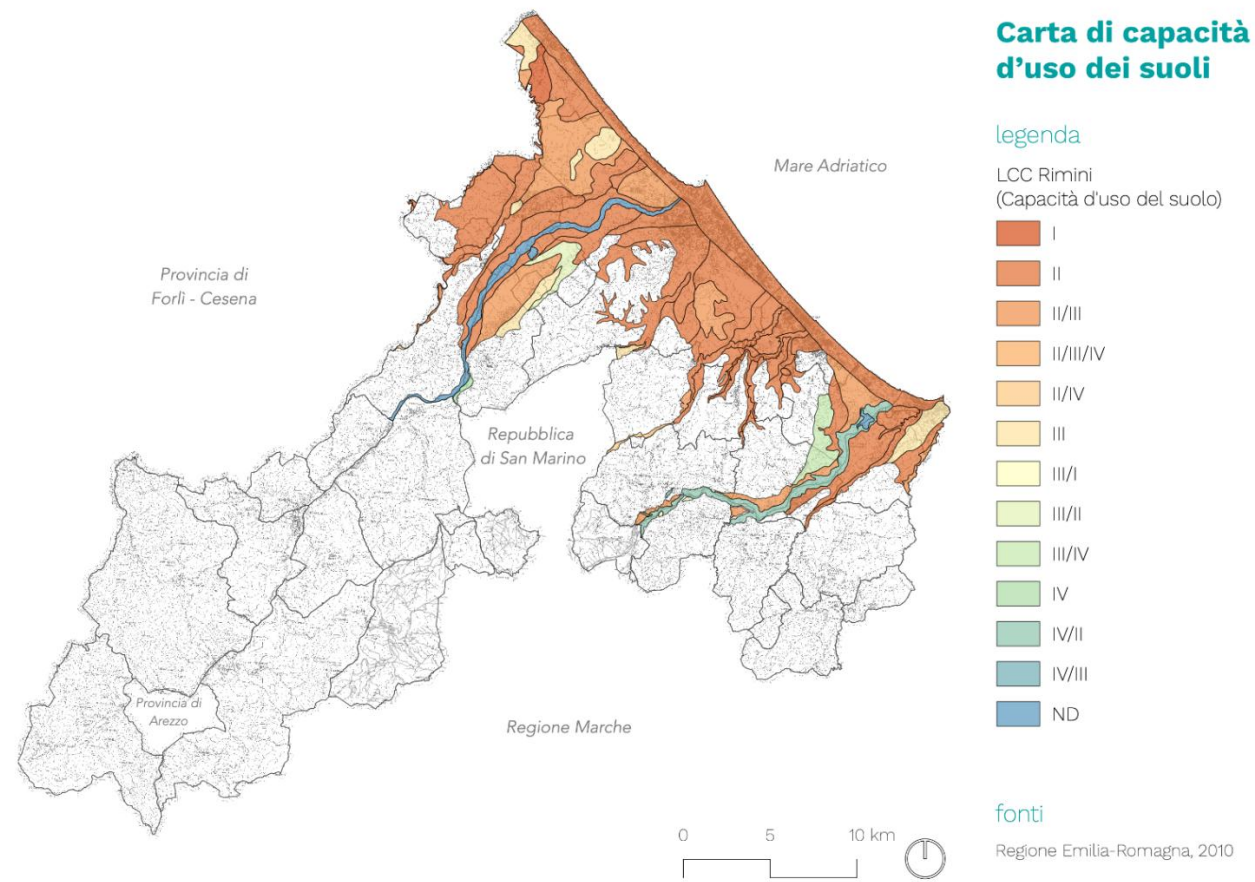 Carta di capacità
d'uso dei suoli
legenda
LCC Rimini
(Capacità d'uso del suolo)
I
II
II/III
II/III/IV
II/IV
III
III/I
III/II
III/IV
IV
IV/II
IV/III
ND
fonti
Regione Emilia-Romagna, 2010
Mare Adriatico
Provincia di
Forlì - Cesena
Repubblica
di San Marino
Provincia di
Arezzo
Regione Marche
0 5 10 km